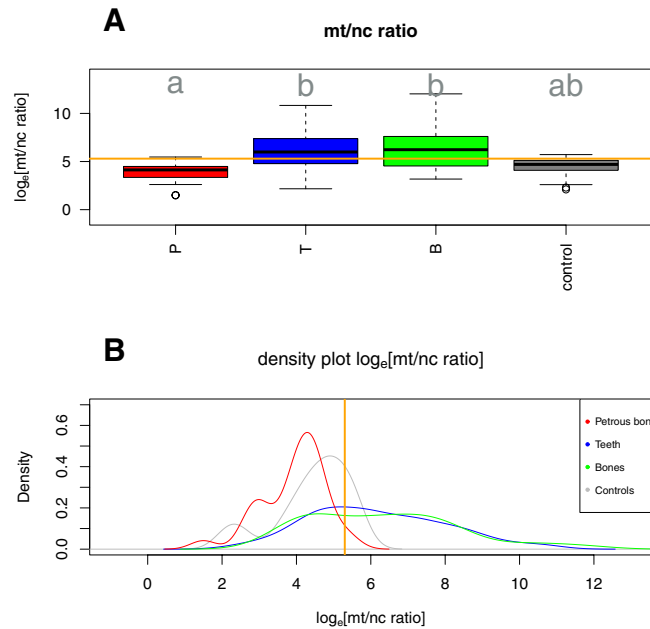 A
mt/nc ratio
a b b ab
logₑ[mt/nc ratio]
10
5
0
P T B control
B
density plot logₑ[mt/nc ratio]
Density
0.6
0.4
0.2
0.0
Petrous bon
Teeth
Bones
Controls
0 2 4 6 8 10 12
logₑ[mt/nc ratio]